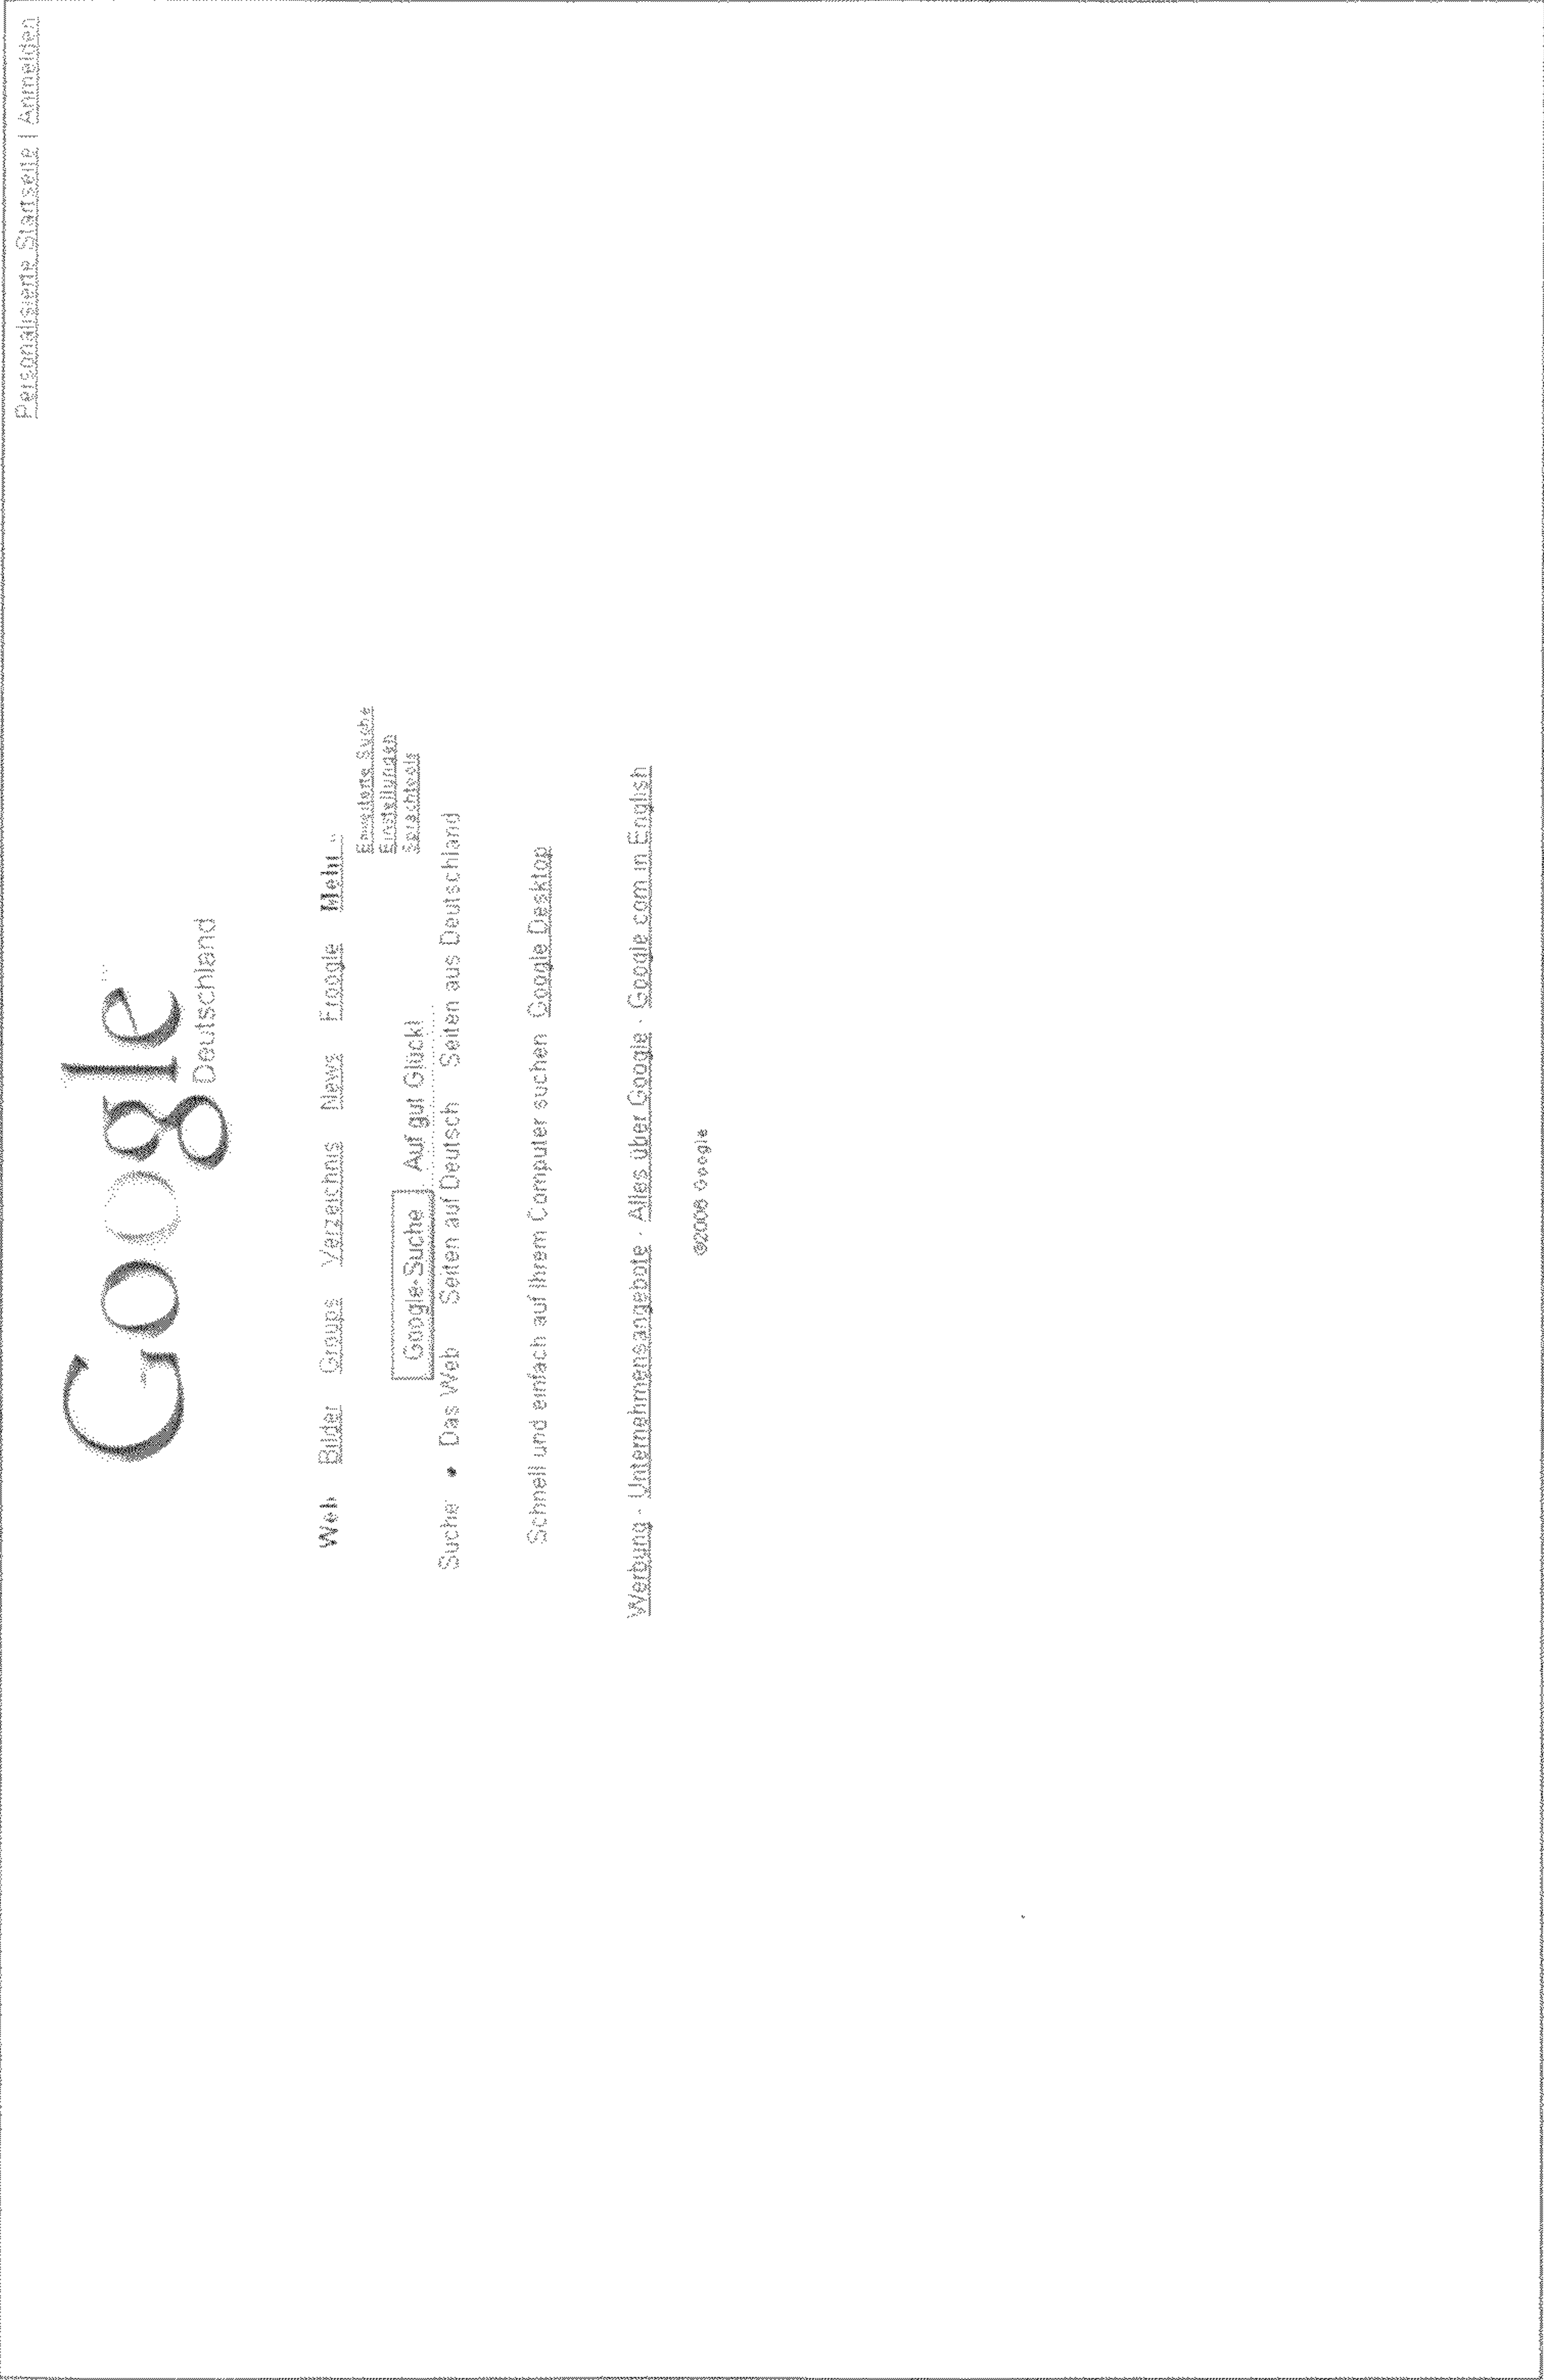 Personalisierte Startseite | Anmelden
Google
Deutschland
Web Bilder Groups Verzeichnis News Froogle Mehr »
Erweiterte Suche
Einstellungen
Sprachtools
Google-Suche Auf gut Glück!
Suche: Das Web Seiten auf Deutsch Seiten aus Deutschland
Schnell und einfach auf Ihrem Computer suchen Google Desktop
Werbung - Unternehmensangebote - Alles über Google - Google.com in English
©2006 Google